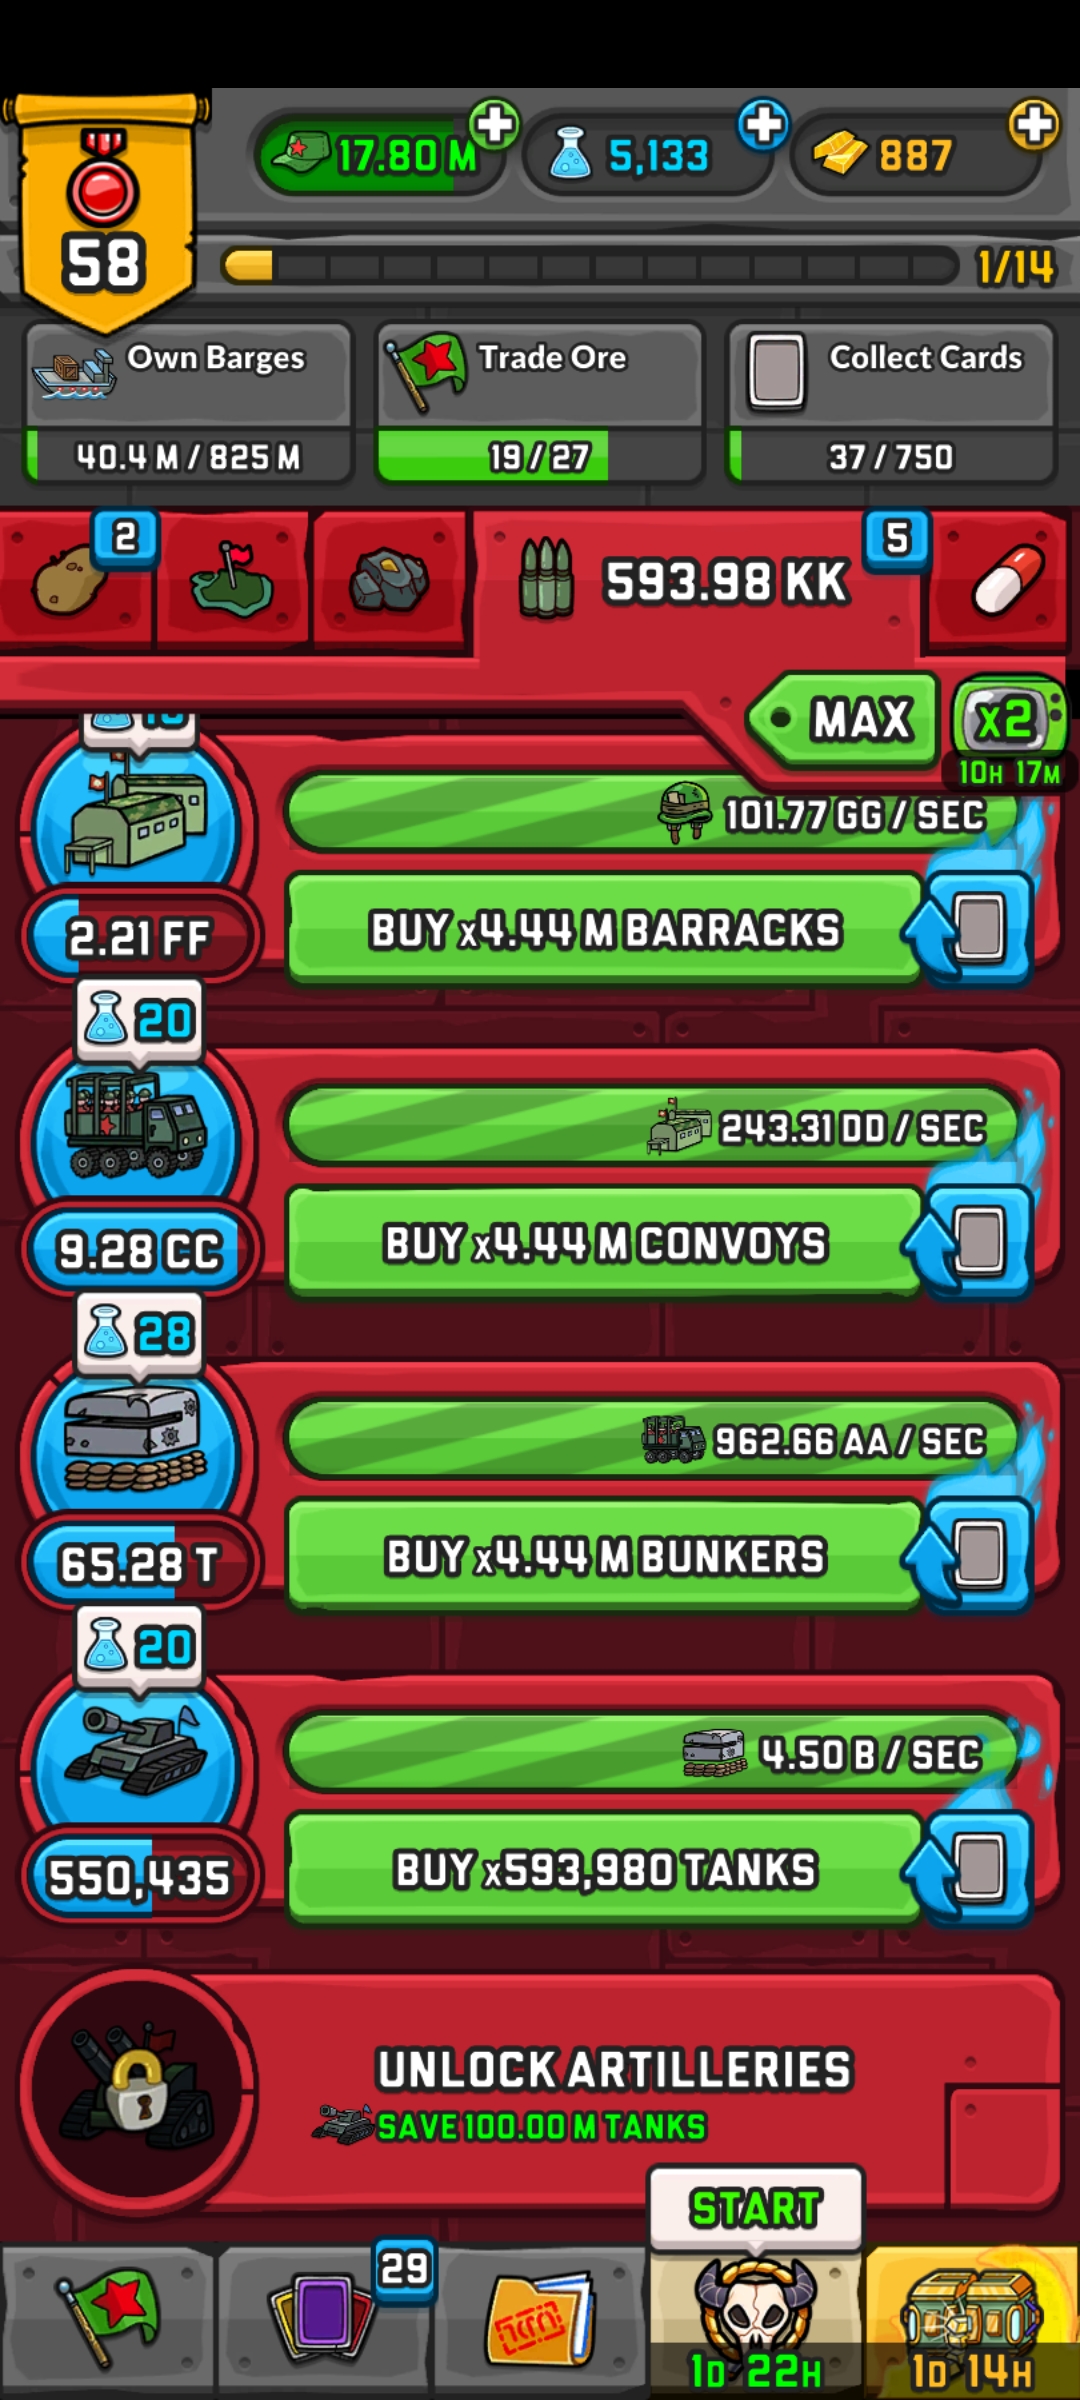 17.80 M
5,133
887
58
1/14
Own Barges
Trade Ore
Collect Cards
40.4 M / 825 M
19 / 27
37 / 750
2
593.98 KK
5
MAX
x2
10H 17M
101.77 GG / SEC
2.21 FF
BUY x4.44 M BARRACKS
20
243.31 DD / SEC
9.28 CC
BUY x4.44 M CONVOYS
28
962.66 AA / SEC
65.28 T
BUY x4.44 M BUNKERS
20
4.50 B / SEC
550,435
BUY x593,980 TANKS
UNLOCK ARTILLERIES
SAVE 100.00 M TANKS
START
29
1D 22H
1D 14H